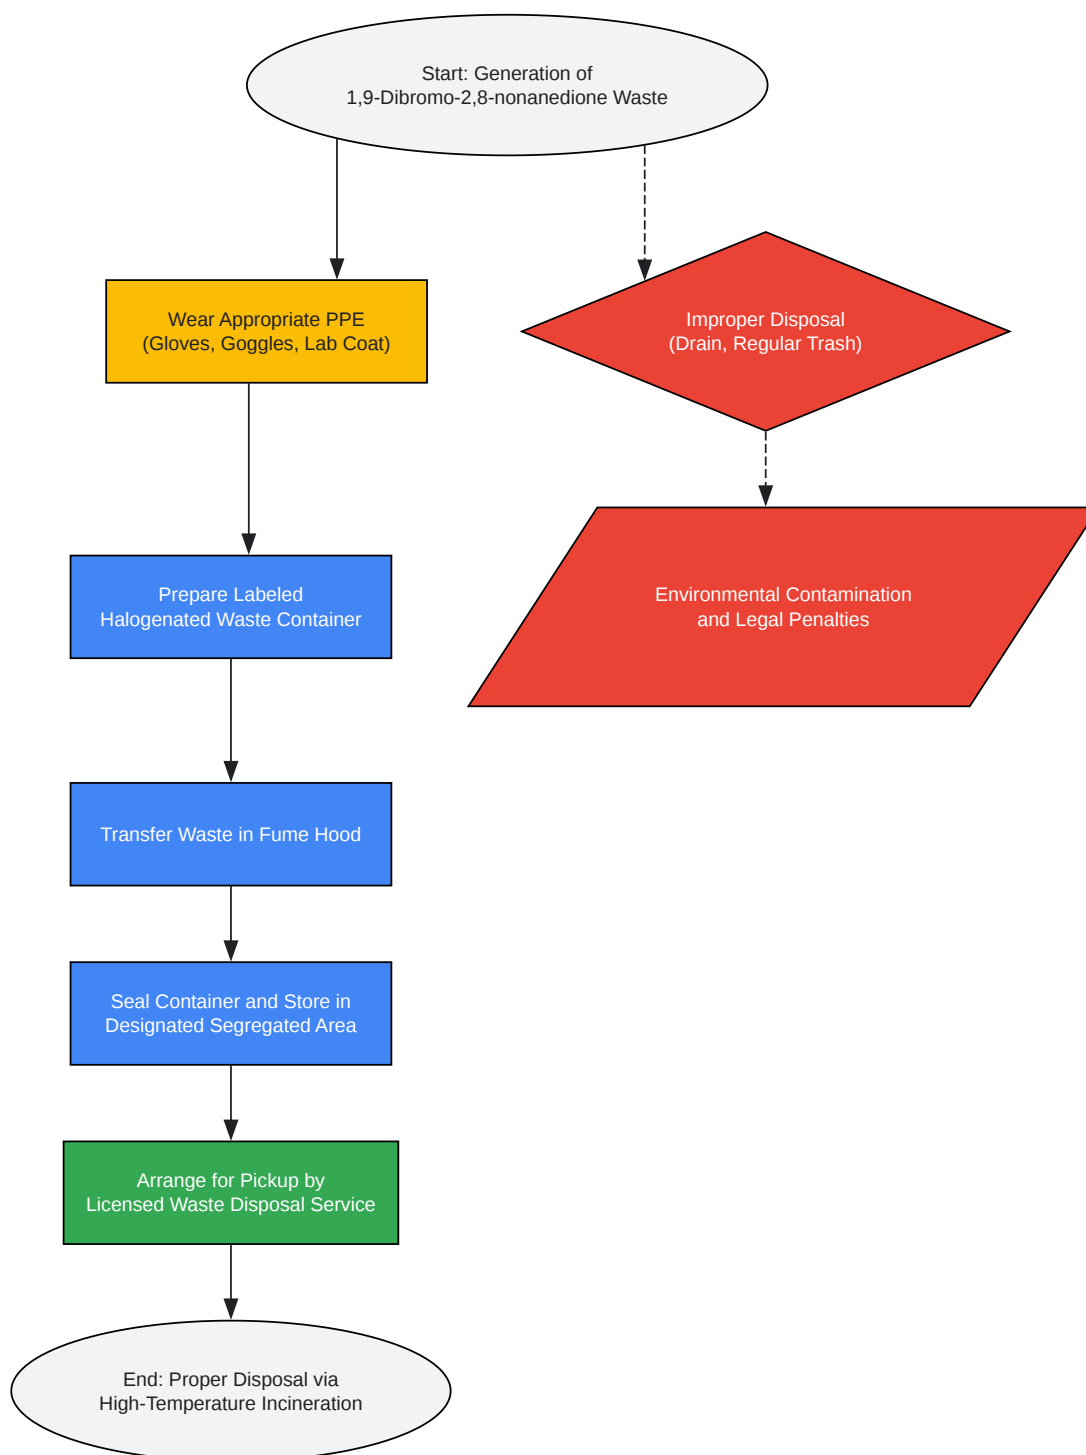 Start: Generation of
1,9-Dibromo-2,8-nonanedione Waste
Wear Appropriate PPE
(Gloves, Goggles, Lab Coat)
Improper Disposal
(Drain, Regular Trash)
Prepare Labeled
Halogenated Waste Container
Environmental Contamination
and Legal Penalties
Transfer Waste in Fume Hood
Seal Container and Store in
Designated Segregated Area
Arrange for Pickup by
Licensed Waste Disposal Service
End: Proper Disposal via
High-Temperature Incineration